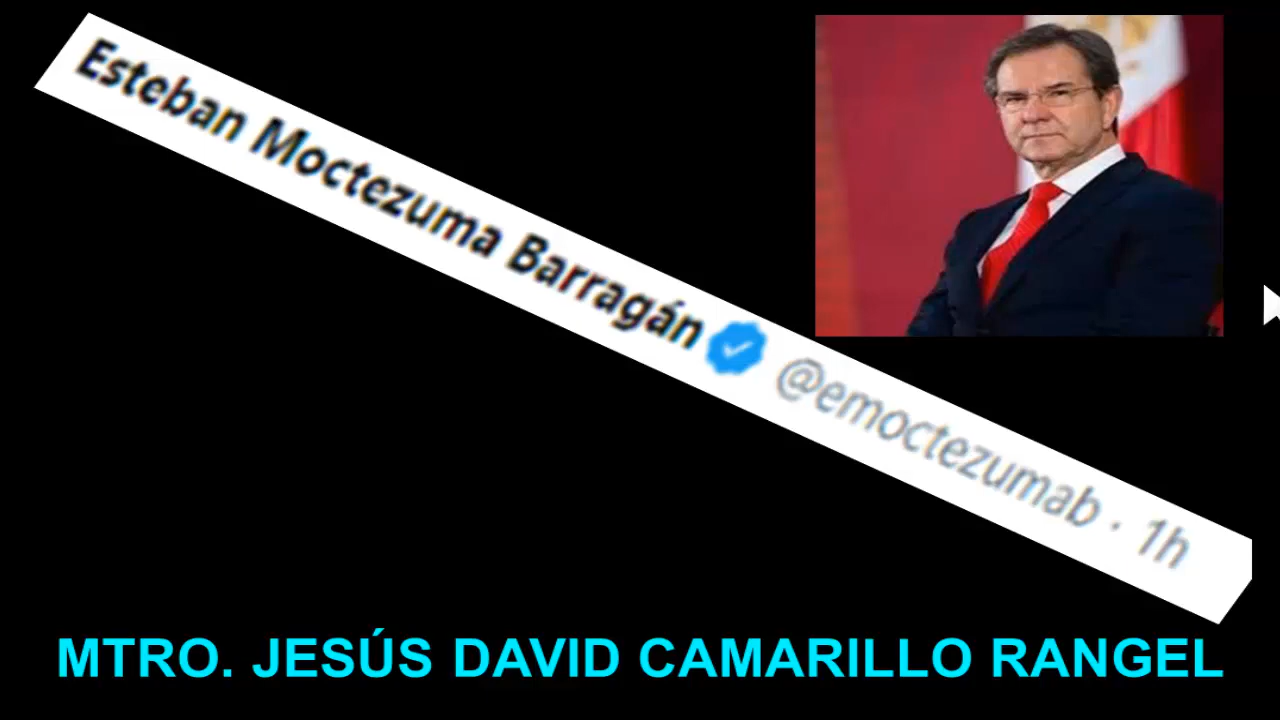 Esteban Moctezuma Barragán @emoctezumab · 1h
MTRO. JESÚS DAVID CAMARILLO RANGEL